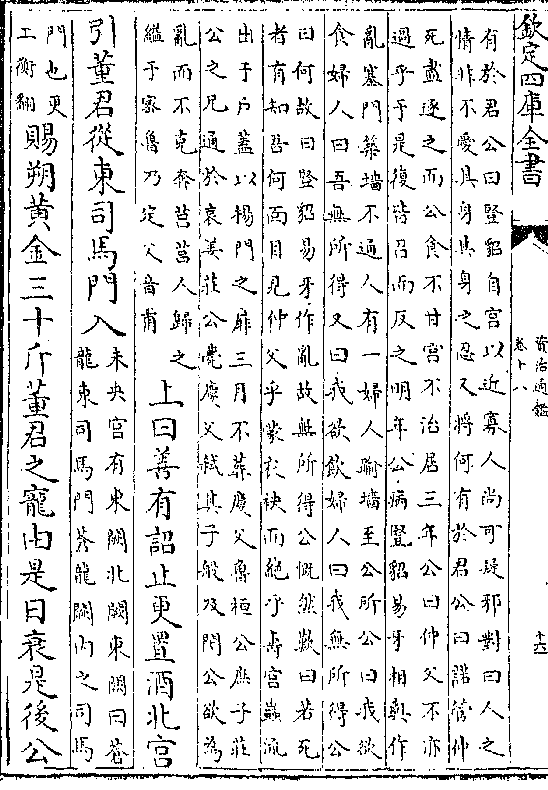 欽定四庫全書
資治通鑑
卷十八
十六
有於君公曰豎貂自宫以近寡人尚可疑邪對曰人之
情非不愛其身其身之忍又將何有於君公曰諾管仲
死盡逐之而公食不甘宫不治居三年公曰仲父不亦
過乎于是復皆召而反之明年公病豎貂易牙相與作
亂塞門築墻不通人有一婦人踰墻至公所公曰我欲
食婦人曰吾無所得又曰我欲飲婦人曰我無所得公
曰何故曰豎貂易牙作亂故無所得公慨然歎曰若死
者有知吾何面目見仲父乎蒙衣袂而絶乎壽宫蟲流
出于戶蓋以楊門之扉三月不葬慶父魯桓公庶子莊
公之兄通於哀姜莊公薨慶父弑其子般及閔公欲為
亂而不克奔莒莒人歸之
縊于密魯乃定父音甫
上曰善有詔止更置酒北宫
引董君從東司馬門入
未央宫有東闕北闕東闕曰蒼
龍東司馬門蒼龍闕内之司馬
門也更
工衡翻
賜朔黄金三十斤董君之寵由是日衰是後公